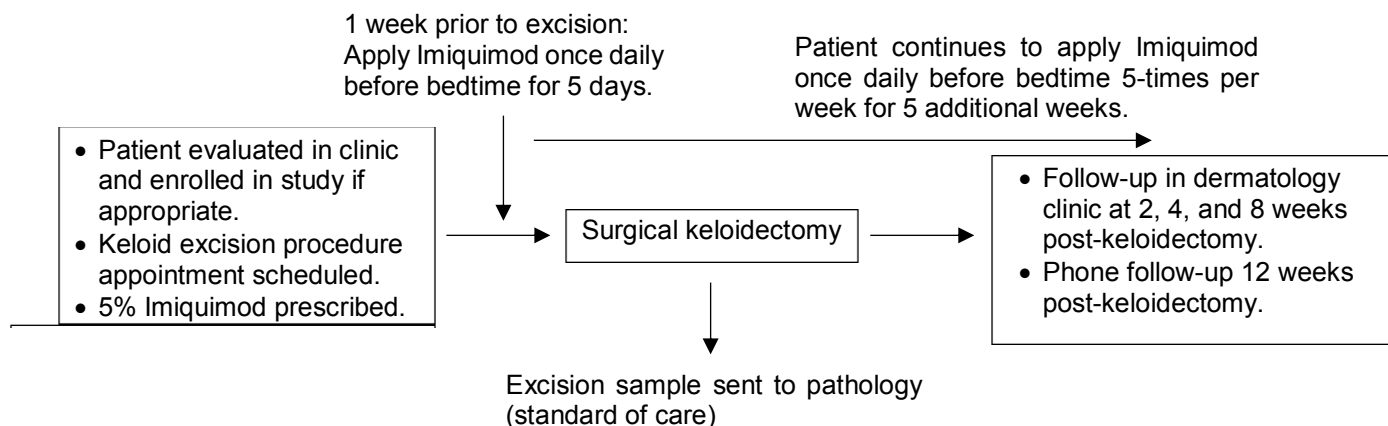 1 week prior to excision:
Apply Imiquimod once daily
before bedtime for 5 days.
Patient continues to apply Imiquimod
once daily before bedtime 5-times per
week for 5 additional weeks.
• Patient evaluated in clinic
and enrolled in study if
appropriate.
• Keloid excision procedure
appointment scheduled.
• 5% Imiquimod prescribed.
Surgical keloidectomy
• Follow-up in dermatology
clinic at 2, 4, and 8 weeks
post-keloidectomy.
• Phone follow-up 12 weeks
post-keloidectomy.
Excision sample sent to pathology
(standard of care)